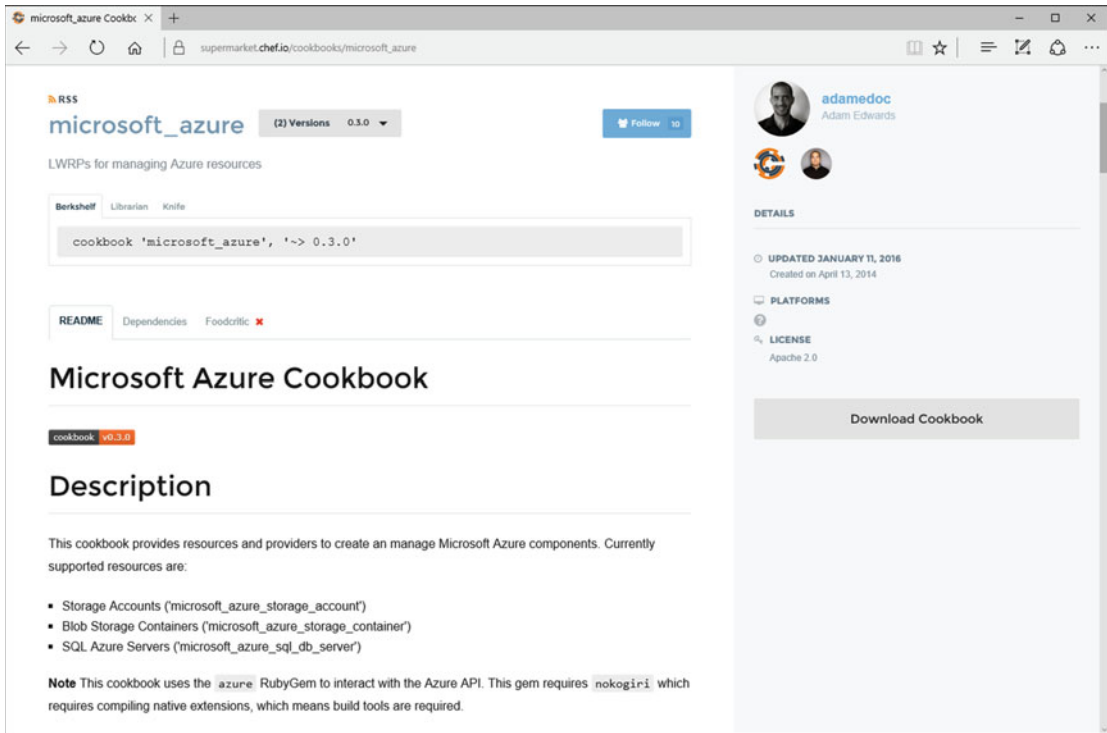 microsoft_azure Cookbc
supermarket.chef.io/cookbooks/microsoft_azure
RSS
microsoft_azure (2) Versions 0.3.0
Follow 10
LWRPs for managing Azure resources
Berkshelf Librarian Knife
cookbook 'microsoft_azure', '~> 0.3.0'
README Dependencies Foodcritic
Microsoft Azure Cookbook
cookbook v0.3.0
Description
This cookbook provides resources and providers to create an manage Microsoft Azure components. Currently
supported resources are:
Storage Accounts ('microsoft_azure_storage_account')
Blob Storage Containers ('microsoft_azure_storage_container')
SQL Azure Servers ('microsoft_azure_sql_db_server')
Note This cookbook uses the azure RubyGem to interact with the Azure API. This gem requires nokogiri which
requires compiling native extensions, which means build tools are required.
adamedoc
Adam Edwards
DETAILS
UPDATED JANUARY 11, 2016
Created on April 13, 2014
PLATFORMS
LICENSE
Apache 2.0
Download Cookbook